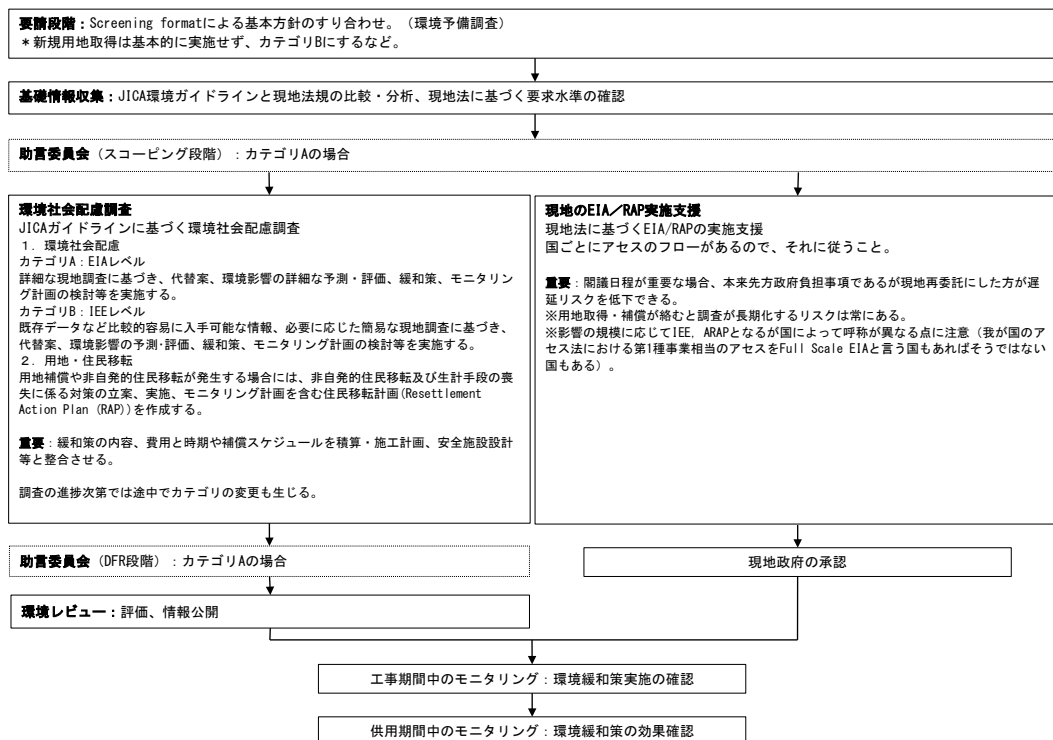 要請段階：Screening formatによる基本方針のすり合わせ。（環境予備調査）
＊新規用地取得は基本的に実施せず、カテゴリBにするなど。
基礎情報収集：JICA環境ガイドラインと現地法規の比較・分析、現地法に基づく要求水準の確認
助言委員会（スコーピング段階）：カテゴリAの場合
環境社会配慮調査
JICAガイドラインに基づく環境社会配慮調査
１．環境社会配慮
カテゴリA：EIAレベル
詳細な現地調査に基づき、代替案、環境影響の詳細な予測・評価、緩和策、モニタリン
グ計画の検討等を実施する。
カテゴリB：IEEレベル
既存データなど比較的容易に入手可能な情報、必要に応じた簡易な現地調査に基づき、
代替案、環境影響の予測・評価、緩和策、モニタリング計画の検討等を実施する。
２．用地・住民移転
用地補償や非自発的住民移転が発生する場合には、非自発的住民移転及び生計手段の喪
失に係る対策の立案、実施、モニタリング計画を含む住民移転計画(Resettlement
Action Plan (RAP))を作成する。
重要：緩和策の内容、費用と時期や補償スケジュールを積算・施工計画、安全施設設計
等と整合させる。
調査の進捗次第では途中でカテゴリの変更も生じる。
現地のEIA／RAP実施支援
現地法に基づくEIA/RAPの実施支援
国ごとにアセスのフローがあるので、それに従うこと。
重要：閣議日程が重要な場合、本来先方政府負担事項であるが現地再委託にした方が遅
延リスクを低下できる。
※用地取得・補償が絡むと調査が長期化するリスクは常にある。
※影響の規模に応じてIEE, ARAPとなるが国によって呼称が異なる点に注意（我が国のア
セス法における第1種事業相当のアセスをFull Scale EIAと言う国もあればそうではない
国もある）。
助言委員会（DFR段階）：カテゴリAの場合
現地政府の承認
環境レビュー：評価、情報公開
工事期間中のモニタリング：環境緩和策実施の確認
供用期間中のモニタリング：環境緩和策の効果確認